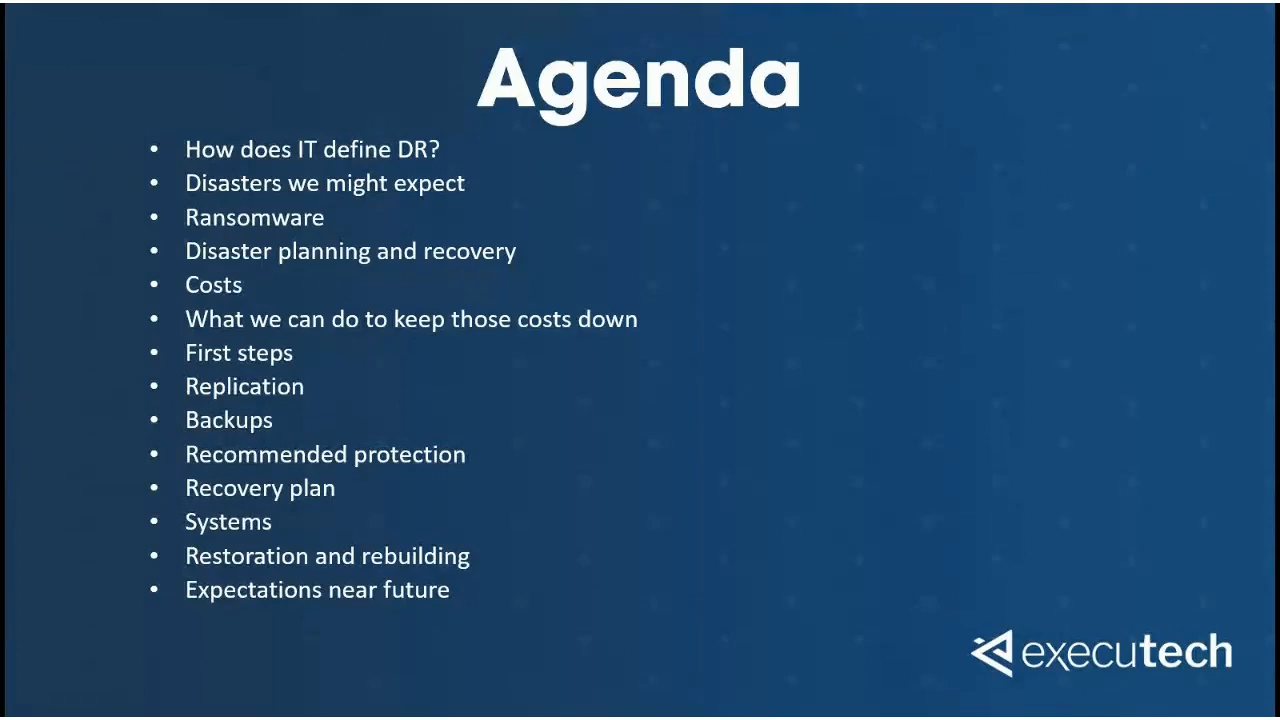 Agenda
• How does IT define DR?
• Disasters we might expect
• Ransomware
• Disaster planning and recovery
• Costs
• What we can do to keep those costs down
• First steps
• Replication
• Backups
• Recommended protection
• Recovery plan
• Systems
• Restoration and rebuilding
• Expectations near future
executech